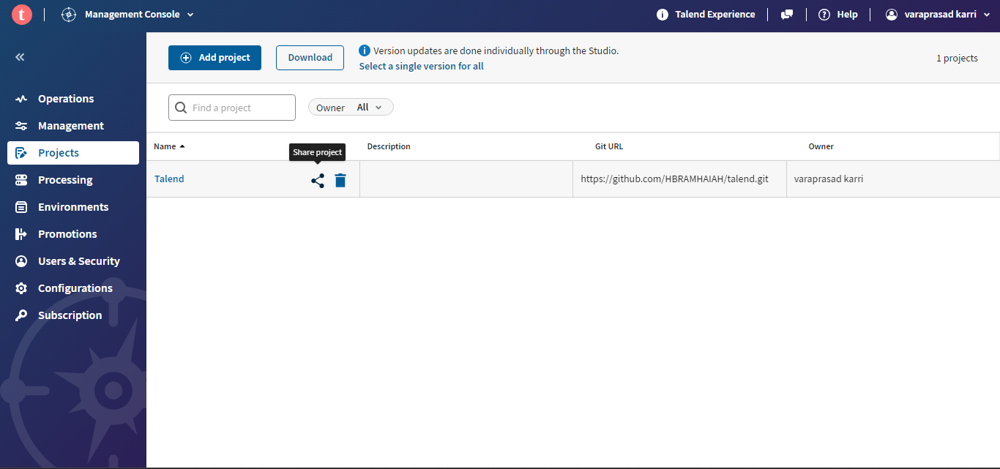 t
Management Console
Talend Experience
Help
varaprasad karri
Add project
Download
Version updates are done individually through the Studio.
Select a single version for all
1 projects
Operations
Management
Projects
Processing
Environments
Promotions
Users & Security
Configurations
Subscription
Find a project
Owner All
Name Description Git URL Owner
Share project
Talend https://github.com/HBRAMHAIAH/talend.git varaprasad karri